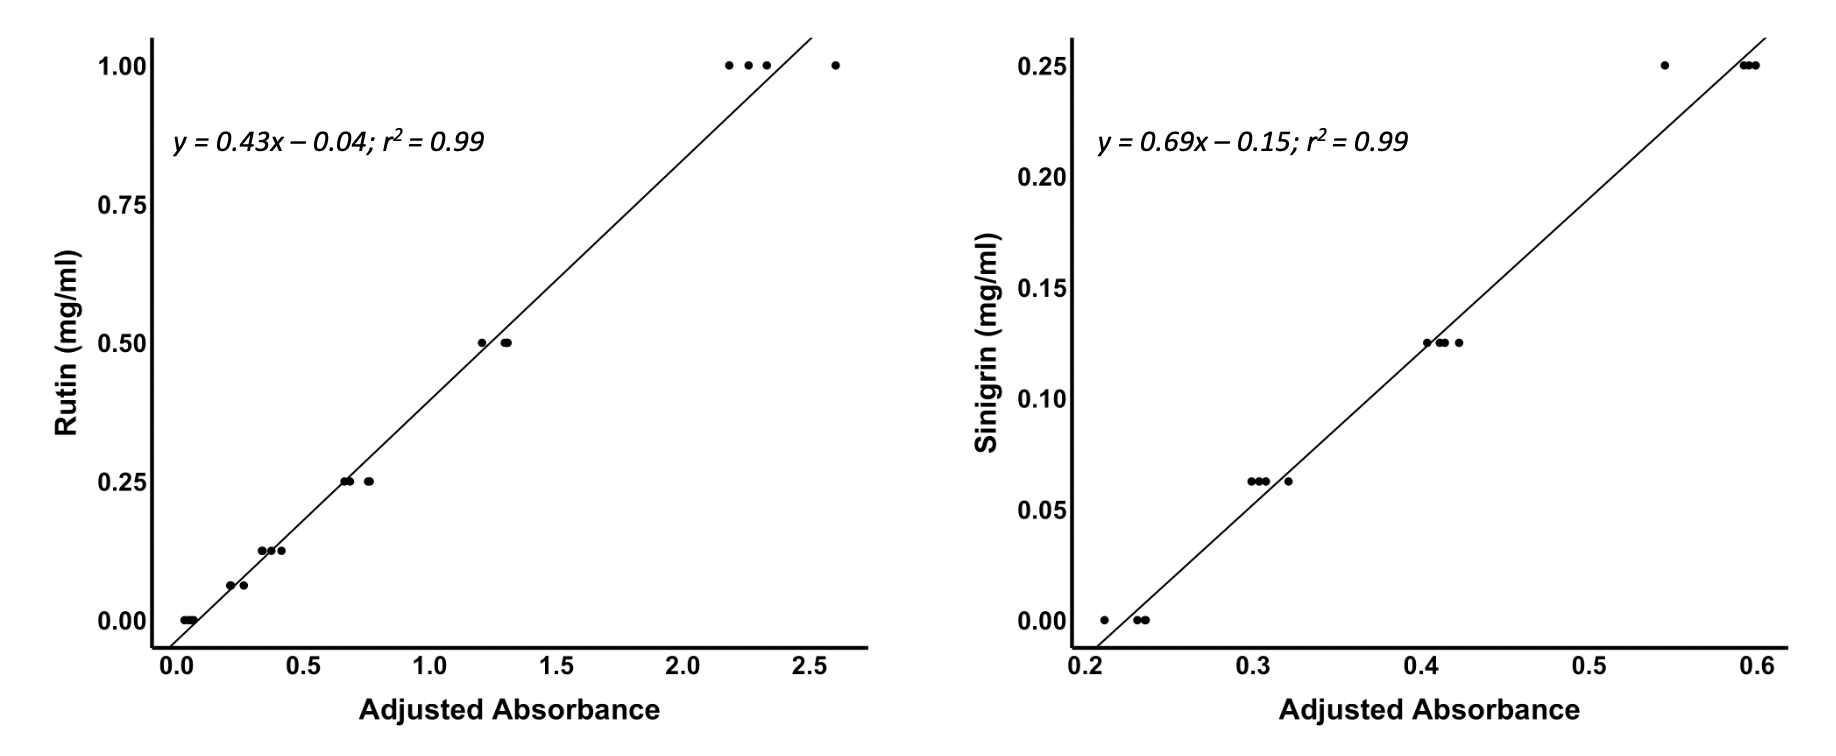 Rutin (mg/ml)
1.00
0.75
0.50
0.25
0.00
y = 0.43x – 0.04; r² = 0.99
0.0 0.5 1.0 1.5 2.0 2.5
Adjusted Absorbance
Sinigrin (mg/ml)
0.25
0.20
0.15
0.10
0.05
0.00
y = 0.69x – 0.15; r² = 0.99
0.2 0.3 0.4 0.5 0.6
Adjusted Absorbance